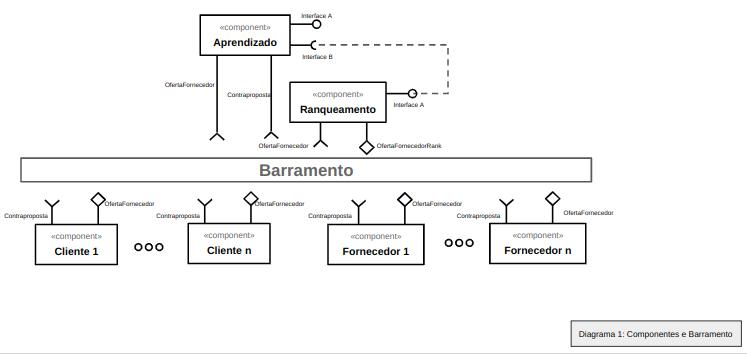 Interface A
«component»
Aprendizado
Interface B
OfertaFornecedor
Contraproposta
«component»
Ranqueamento
Interface A
OfertaFornecedor
OfertaFornecedorRank
Barramento
OfertaFornecedor
OfertaFornecedor
OfertaFornecedor
OfertaFornecedor
Contraproposta
Contraproposta
Contraproposta
Contraproposta
«component»
Cliente 1
«component»
Cliente n
«component»
Fornecedor 1
«component»
Fornecedor n
Diagrama 1: Componentes e Barramento